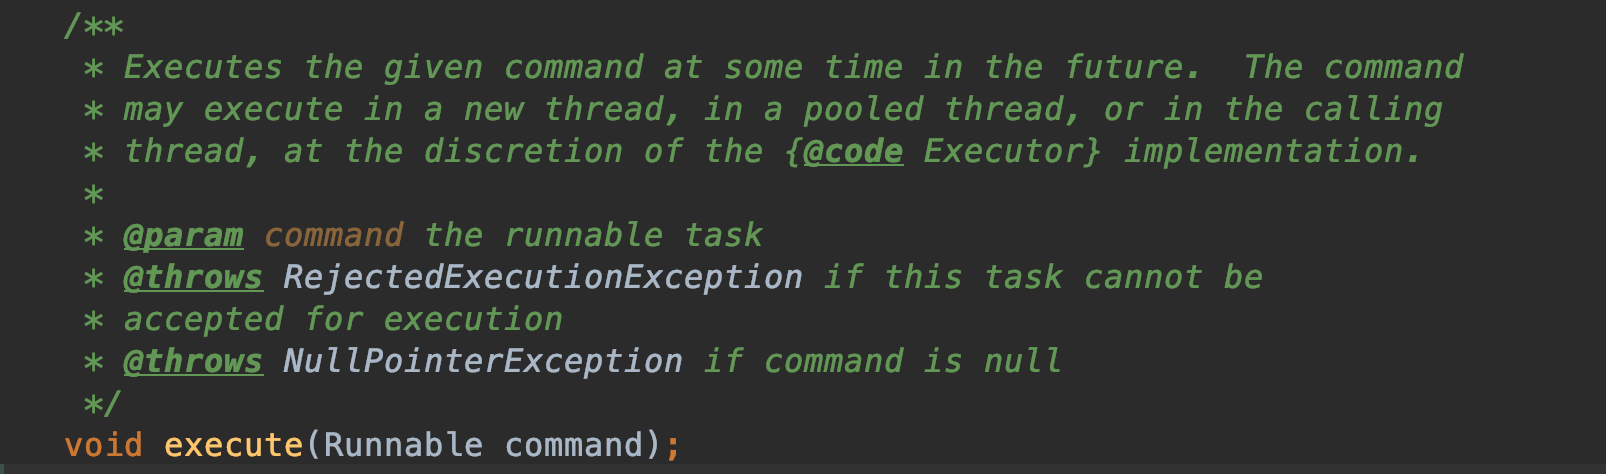 /**
* Executes the given command at some time in the future.  The command
* may execute in a new thread, in a pooled thread, or in the calling
* thread, at the discretion of the {@code Executor} implementation.
*
* @param command the runnable task
* @throws RejectedExecutionException if this task cannot be
* accepted for execution
* @throws NullPointerException if command is null
*/
void execute(Runnable command);